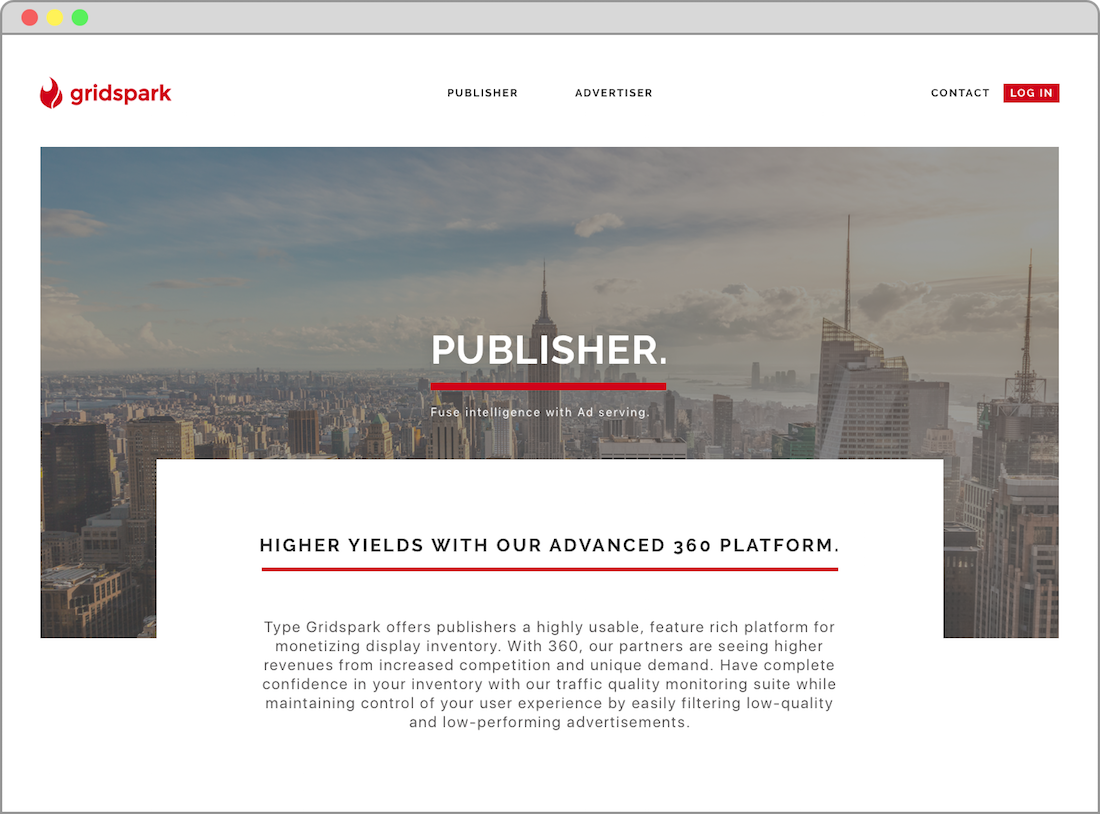 gridspark
PUBLISHER
ADVERTISER
CONTACT
LOG IN
PUBLISHER.
Fuse intelligence with Ad serving.
HIGHER YIELDS WITH OUR ADVANCED 360 PLATFORM.
Type Gridspark offers publishers a highly usable, feature rich platform for
monetizing display inventory. With 360, our partners are seeing higher
revenues from increased competition and unique demand. Have complete
confidence in your inventory with our traffic quality monitoring suite while
maintaining control of your user experience by easily filtering low-quality
and low-performing advertisements.